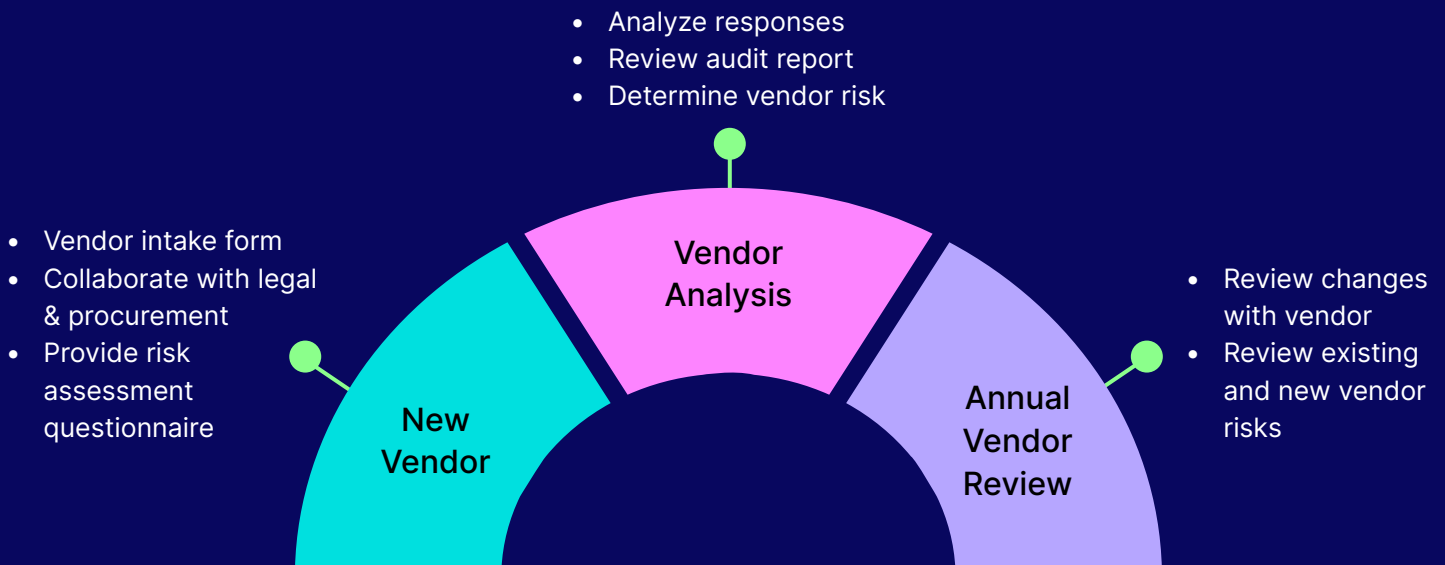 • Analyze responses
• Review audit report
• Determine vendor risk
• Vendor intake form
• Collaborate with legal
& procurement
• Provide risk
assessment
questionnaire
New
Vendor
Vendor
Analysis
Annual
Vendor
Review
• Review changes
with vendor
• Review existing
and new vendor
risks